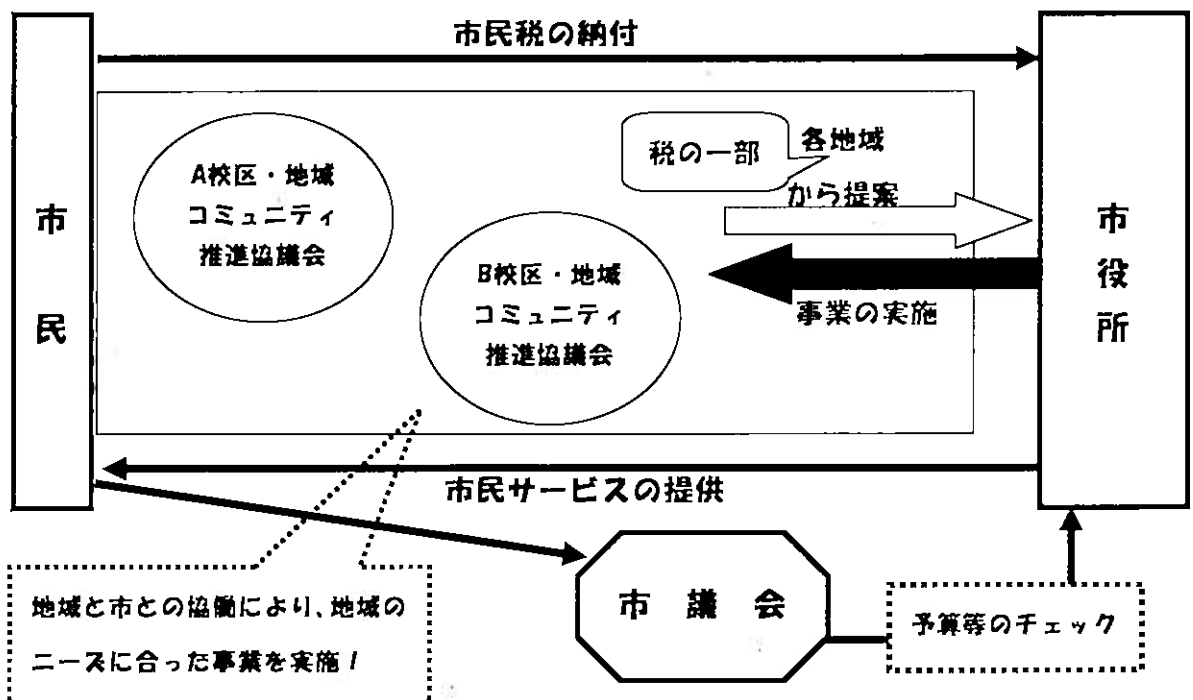 市民税の納付
市民
A校区・地域
コミュニティ
推進協議会
B校区・地域
コミュニティ
推進協議会
税の一部
各地域
から提案
事業の実施
市役所
市民サービスの提供
地域と市との協働により、地域の
ニーズに合った事業を実施！
市議会
予算等のチェック